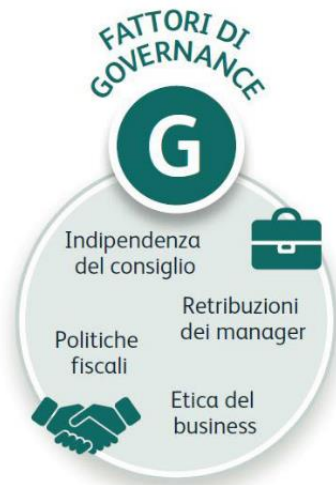 FATTORI DI
GOVERNANCE
G
Indipendenza
del consiglio
Retribuzioni
dei manager
Politiche
fiscali
Etica del
business